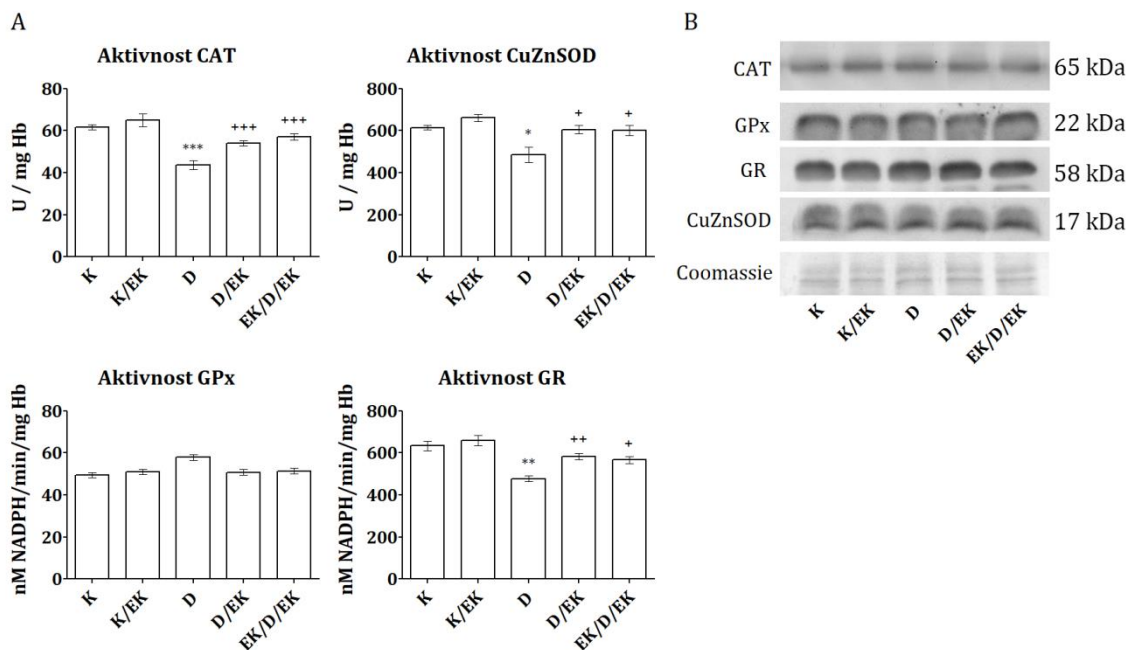 A
Aktivnost CAT
U / mg Hb
80
60
40
20
0
***
+++
+++
K
K/EK
D
D/EK
EK/D/EK
Aktivnost CuZnSOD
U / mg Hb
800
600
400
200
0
*
+
+
K
K/EK
D
D/EK
EK/D/EK
Aktivnost GPx
nM NADPH/min/mg Hb
80
60
40
20
0
K
K/EK
D
D/EK
EK/D/EK
Aktivnost GR
nM NADPH/min/mg Hb
800
600
400
200
0
**
++
+
K
K/EK
D
D/EK
EK/D/EK
B
CAT 65 kDa
GPx 22 kDa
GR 58 kDa
CuZnSOD 17 kDa
Coomassie
K
K/EK
D
D/EK
EK/D/EK